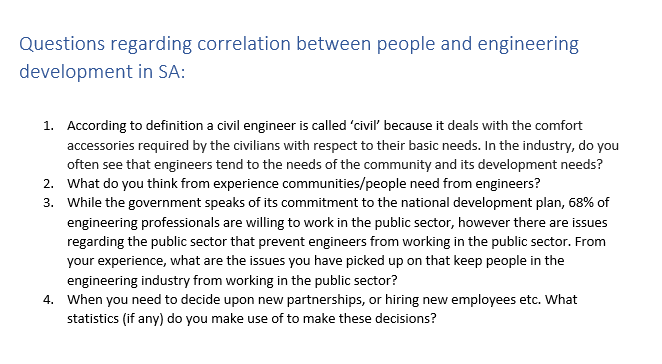 Questions regarding correlation between people and engineering
development in SA:
1. According to definition a civil engineer is called ‘civil’ because it deals with the comfort
accessories required by the civilians with respect to their basic needs. In the industry, do you
often see that engineers tend to the needs of the community and its development needs?
2. What do you think from experience communities/people need from engineers?
3. While the government speaks of its commitment to the national development plan, 68% of
engineering professionals are willing to work in the public sector, however there are issues
regarding the public sector that prevent engineers from working in the public sector. From
your experience, what are the issues you have picked up on that keep people in the
engineering industry from working in the public sector?
4. When you need to decide upon new partnerships, or hiring new employees etc. What
statistics (if any) do you make use of to make these decisions?